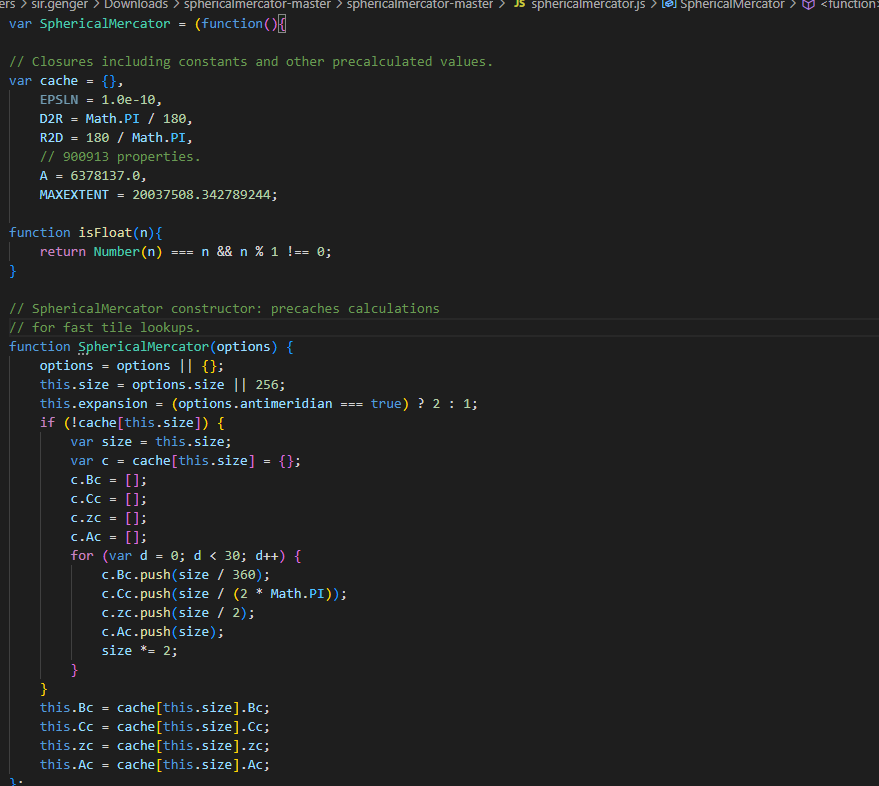 ers > sir.genger > Downloads > sphericalmercator-master > sphericalmercator-master > JS sphericalmercator.js > SphericalMercator > <function>
var SphericalMercator = (function(){

// Closures including constants and other precalculated values.
var cache = {},
    EPSLN = 1.0e-10,
    D2R = Math.PI / 180,
    R2D = 180 / Math.PI,
    // 900913 properties.
    A = 6378137.0,
    MAXEXTENT = 20037508.342789244;

function isFloat(n){
    return Number(n) === n && n % 1 !== 0;
}

// SphericalMercator constructor: precaches calculations
// for fast tile lookups.
function SphericalMercator(options) {
    options = options || {};
    this.size = options.size || 256;
    this.expansion = (options.antimeridian === true) ? 2 : 1;
    if (!cache[this.size]) {
        var size = this.size;
        var c = cache[this.size] = {};
        c.Bc = [];
        c.Cc = [];
        c.zc = [];
        c.Ac = [];
        for (var d = 0; d < 30; d++) {
            c.Bc.push(size / 360);
            c.Cc.push(size / (2 * Math.PI));
            c.zc.push(size / 2);
            c.Ac.push(size);
            size *= 2;
        }
    }
    this.Bc = cache[this.size].Bc;
    this.Cc = cache[this.size].Cc;
    this.zc = cache[this.size].zc;
    this.Ac = cache[this.size].Ac;
};